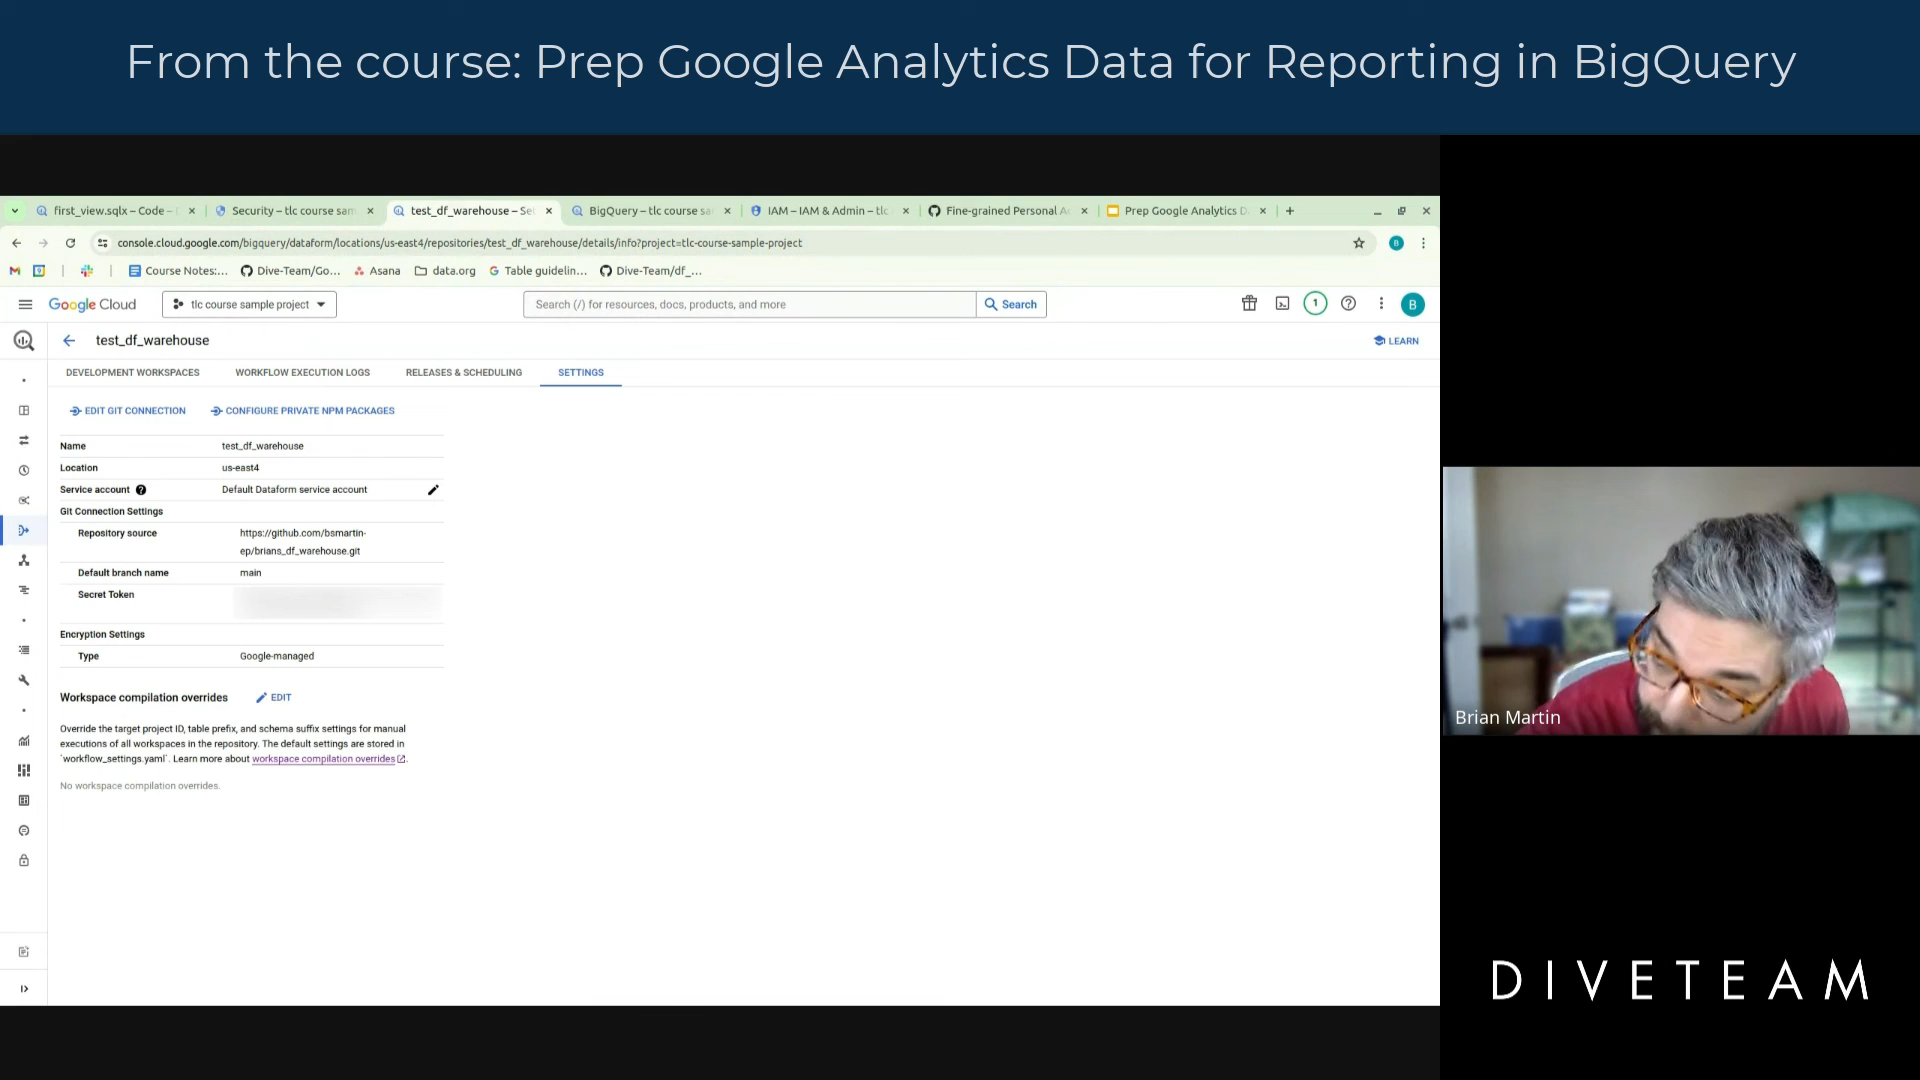 From the course: Prep Google Analytics Data for Reporting in BigQuery
first_view.sqlx – Code –
Security – tlc course sam
test_df_warehouse – Se
BigQuery – tlc course sa
IAM – IAM & Admin – tlc
Fine-grained Personal A
Prep Google Analytics D
console.cloud.google.com/bigquery/dataform/locations/us-east4/repositories/test_df_warehouse/details/info?project=tlc-course-sample-project
B
Course Notes:...
Dive-Team/Go...
Asana
data.org
Table guidelin...
Dive-Team/df_...
Google Cloud
tlc course sample project
Search (/) for resources, docs, products, and more
Search
1
B
test_df_warehouse
LEARN
DEVELOPMENT WORKSPACES
WORKFLOW EXECUTION LOGS
RELEASES & SCHEDULING
SETTINGS
EDIT GIT CONNECTION
CONFIGURE PRIVATE NPM PACKAGES
Name test_df_warehouse
Location us-east4
Service account Default Dataform service account
Git Connection Settings
Repository source https://github.com/bsmartin-
ep/brians_df_warehouse.git
Default branch name main
Secret Token
Encryption Settings
Type Google-managed
Workspace compilation overrides EDIT
Override the target project ID, table prefix, and schema suffix settings for manual
executions of all workspaces in the repository. The default settings are stored in
`workflow_settings.yaml`. Learn more about workspace compilation overrides.
No workspace compilation overrides.
Brian Martin
DIVETEAM